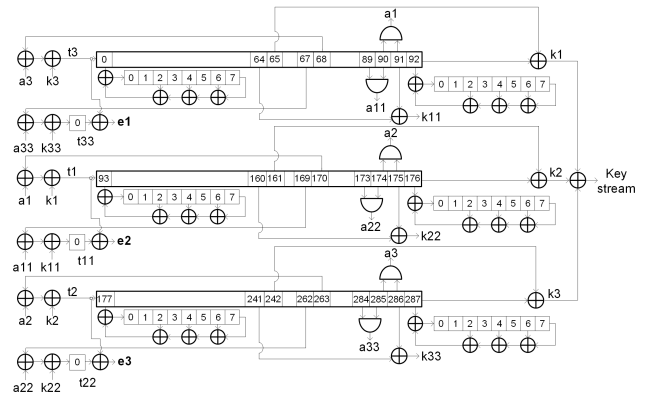 a1
t3
k1
0 64 65 67 68 89 90 91 92
a3 k3
0 1 2 3 4 5 6 7
0 1 2 3 4 5 6 7
a11
k11
0 e1
a33 k33 t33
a2
t1
k2
93 160 161 169 170 173 174 175 176
Key
stream
a1 k1
0 1 2 3 4 5 6 7
0 1 2 3 4 5 6 7
a22
k22
0 e2
a11 k11 t11
a3
t2
k3
177 241 242 262 263 284 285 286 287
a2 k2
0 1 2 3 4 5 6 7
0 1 2 3 4 5 6 7
a33
k33
0 e3
a22 k22 t22